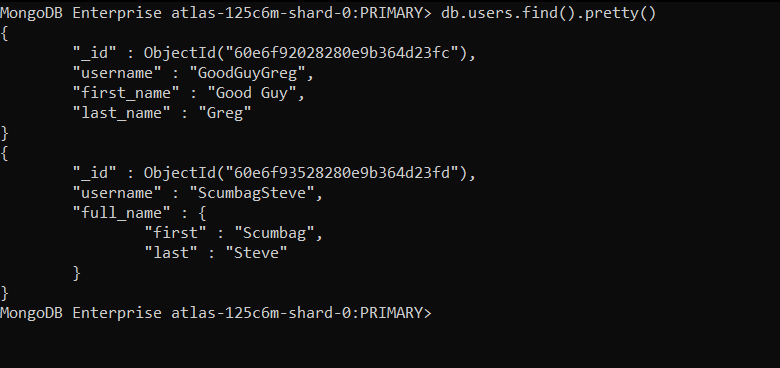 MongoDB Enterprise atlas-125c6m-shard-0:PRIMARY> db.users.find().pretty()
{
        "_id" : ObjectId("60e6f92028280e9b364d23fc"),
        "username" : "GoodGuyGreg",
        "first_name" : "Good Guy",
        "last_name" : "Greg"
}
{
        "_id" : ObjectId("60e6f93528280e9b364d23fd"),
        "username" : "ScumbagSteve",
        "full_name" : {
                "first" : "Scumbag",
                "last" : "Steve"
        }
}
MongoDB Enterprise atlas-125c6m-shard-0:PRIMARY>